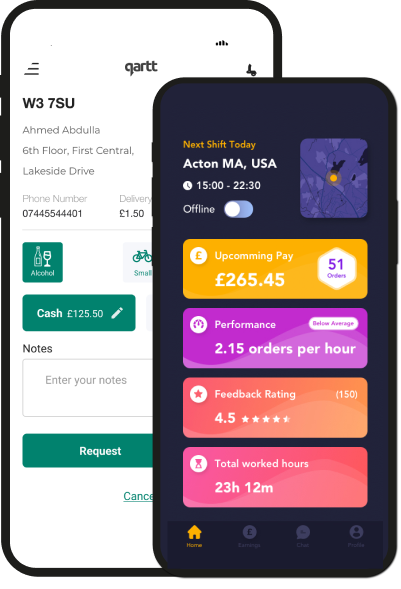 qartt
W3 7SU
Ahmed Abdulla
6th Floor, First Central,
Lakeside Drive
Phone Number
Delivery
07445544401
£1.50
Alcohol
Small
Cash £125.50
Notes
Enter your notes
Request
Cance
Next Shift Today
Acton MA, USA
15:00 - 22:30
Offline
£
Upcomming Pay
£265.45
51
Orders
Performance
Below Average
2.15 orders per hour
Feedback Rating
(150)
4.5
Total worked hours
23h 12m
Home
£
Earnings
Chat
Profile